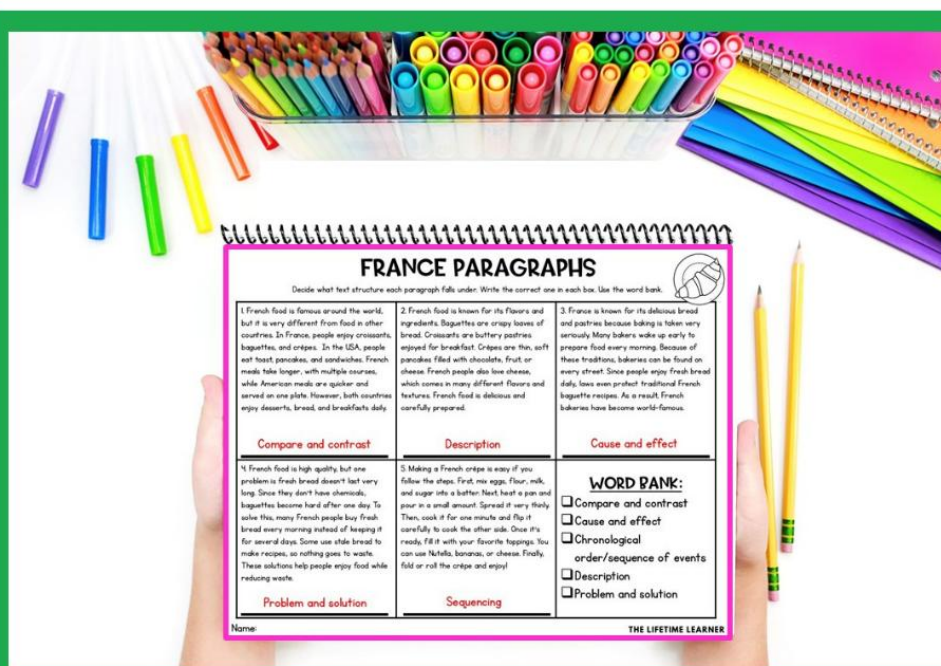 FRANCE PARAGRAPHS
Decide what text structure each paragraph falls under. Write the correct one in each box. Use the word bank.
1. French food is famous around the world,
but it is very different from food in other
countries. In France, people enjoy croissants,
baguettes, and crêpes. In the USA, people
eat toast, pancakes, and sandwiches. French
meals take longer, with multiple courses,
while American meals are quicker and
served on one plate. However, both countries
enjoy desserts, bread, and breakfasts daily.
Compare and contrast
2. French food is known for its flavors and
ingredients. Baguettes are crispy loaves of
bread. Croissants are buttery pastries
enjoyed for breakfast. Crêpes are thin, soft
pancakes filled with chocolate, fruit, or
cheese. French people also love cheese,
which comes in many different flavors and
textures. French food is delicious and
carefully prepared.
Description
3. France is known for its delicious bread
and pastries because baking is taken very
seriously. Many bakers wake up early to
prepare food every morning. Because of
these traditions, bakeries can be found on
every street. Since people enjoy fresh bread
daily, laws even protect traditional French
baguette recipes. As a result, French
bakeries have become world-famous.
Cause and effect
4. French food is high quality, but one
problem is fresh bread doesn't last very
long. Since they don't have chemicals,
baguettes become hard after one day. To
solve this, many French people buy fresh
bread every morning instead of keeping it
for several days. Some use stale bread to
make recipes, so nothing goes to waste.
These solutions help people enjoy food while
reducing waste.
Problem and solution
5. Making a French crêpe is easy if you
follow the steps. First, mix eggs, flour, milk,
and sugar into a batter. Next, heat a pan and
pour in a small amount. Spread it very thinly.
Then, cook it for one minute and flip it
carefully to cook the other side. Once it's
ready, fill it with your favorite toppings. You
can use Nutella, bananas, or cheese. Finally,
fold or roll the crêpe and enjoy!
Sequencing
WORD BANK:
Compare and contrast
Cause and effect
Chronological
order/sequence of events
Description
Problem and solution
Name:
THE LIFETIME LEARNER